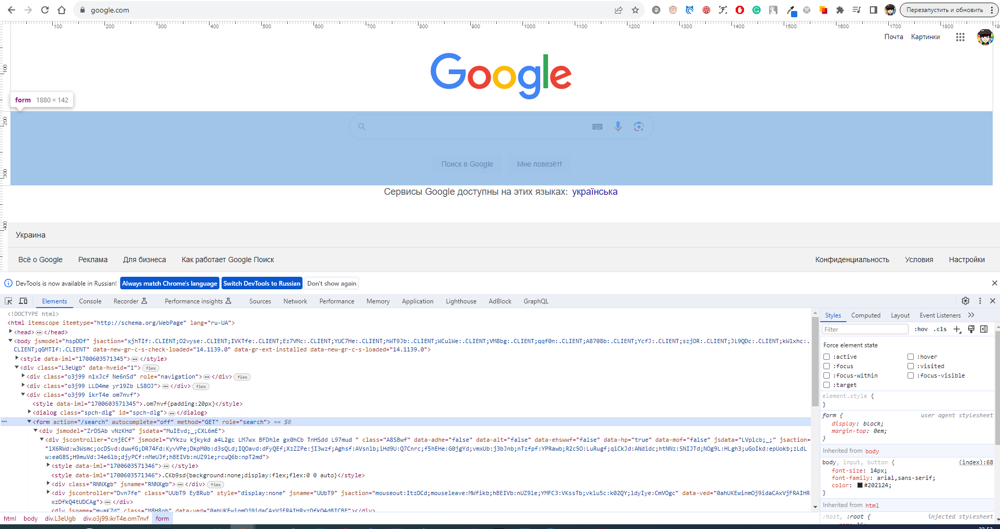 google.com
Перезапустить и обновить
100 200 300 400 500 600 700 800 900 1000 1100 1200 1300 1400 1500 1600 1700 1800 19
Почта Картинки
Google
100
form 1880 × 142
200
300
400
Поиск в Google Мне повезёт!
Сервисы Google доступны на этих языках: українська
Украина
Всё о Google Реклама Для бизнеса Как работает Google Поиск Конфиденциальность Условия Настройки
DevTools is now available in Russian! Always match Chrome's language Switch DevTools to Russian Don't show again
Elements Console Recorder Performance insights Sources Network Performance Memory Application Lighthouse AdBlock GraphQL
<!DOCTYPE html>
<html itemscope itemtype="http://schema.org/WebPage" lang="ru-UA">
<head>…</head>
<body jsmodel="hspDDf" jsaction="xjhTIf:.CLIENT;O2vyse:.CLIENT;IVKTfe:.CLIENT;Ez7VMc:.CLIENT;YUC7He:.CLIENT;hWT9Jb:.CLIENT;WCulWe:.CLIENT;VM8bg:.CLIENT;qqf0n:.CLIENT;A8708b:.CLIENT;YcfJ:.CLIENT;szjOR:.CLIENT;JL9QDc:.CLIENT;kWlxhc:.
CLIENT;qGMTIf:.CLIENT" data-new-gr-c-s-check-loaded="14.1139.0" data-gr-ext-installed data-new-gr-c-s-loaded="14.1139.0">
<style data-iml="1700603571345">…</style>
<div class="L3eUgb" data-hveid="1"> flex
<div class="o3j99 n1xJcf Ne6nSd" role="navigation">…</div> flex
<div class="o3j99 LLD4me yr19Zb LS8OJ">…</div> flex
<div class="o3j99 ikrT4e om7nvf">
<style data-iml="1700603571345">.om7nvf{padding:20px}</style>
<dialog class="spch-dlg" id="spch-dlg">…</dialog>
<form action="/search" autocomplete="off" method="GET" role="search"> == $0
<div jsmodel="ZrDSAb vNzKHd" jsdata="MuIEvd;_;CXL6mE">
<div jscontroller="cnjECf" jsmodel="VYkzu kjkykd a4L2gc LM7wx BFDhle gx0hCb TnHSdd L97mud " class="A8SBwf" data-adhe="false" data-alt="false" data-ehswwf="false" data-hp="true" data-mof="false" jsdata="LVplcb;_;" jsaction=
"lX6RWd:w3Wsmc;ocDSvd:duwfG;DR74Fd:KyvVPe;DkpM0b:d3sQLd;IQOavd:dFyQEf;XzZZPe:jI3wzf;Aghsf:AVsnlb;iHd9U:Q7Cnrc;f5hEHe:G0jgYd;vmxUb:j3bJnb;nTzfpf:YPRawb;R2c5O:LuRugf;qiCkJd:ANdidc;htNNz:SNIJTd;NOg9L:HLgh3;uGoIkd:epUokb;zLdL
w:eaGBS;H9muVd:J4e6lb;djyPCf:nMeUJf;hBEIVb:nUZ9le;rcuQ6b:npT2md">
<style data-iml="1700603571346">…</style>
<style data-iml="1700603571346">.CKb9sd{background:none;display:flex;flex:0 0 auto}</style>
<div class="RNNXgb" jsname="RNNXgb">…</div> flex
<div jscontroller="Dvn7fe" class="UUbT9 EyBRub" style="display:none" jsname="UUbT9" jsaction="mouseout:ItzDCd;mouseleave:MWfikb;hBEIVb:nUZ9le;YMFC3:VKssTb;vklu5c:k02QY;ldyIye:CmVOgc" data-ved="0ahUKEwinmOj9idaCAxVjFRAIHR
xzDfkQ4tUDCAg">…</div>
html body div.L3eUgb div.o3j99.ikrT4e.om7nvf form
Styles Computed Layout Event Listeners
Filter :hov .cls
Force element state
:active :hover
:focus :visited
:focus-within :focus-visible
:target
element.style {
}
form { user agent stylesheet
display: block;
margin-top: 0em;
}
Inherited from body
body, input, button { (index):68
font-size: 14px;
font-family: arial,sans-serif;
color: #202124;
}
Inherited from html
:host, :root { injected stylesheet